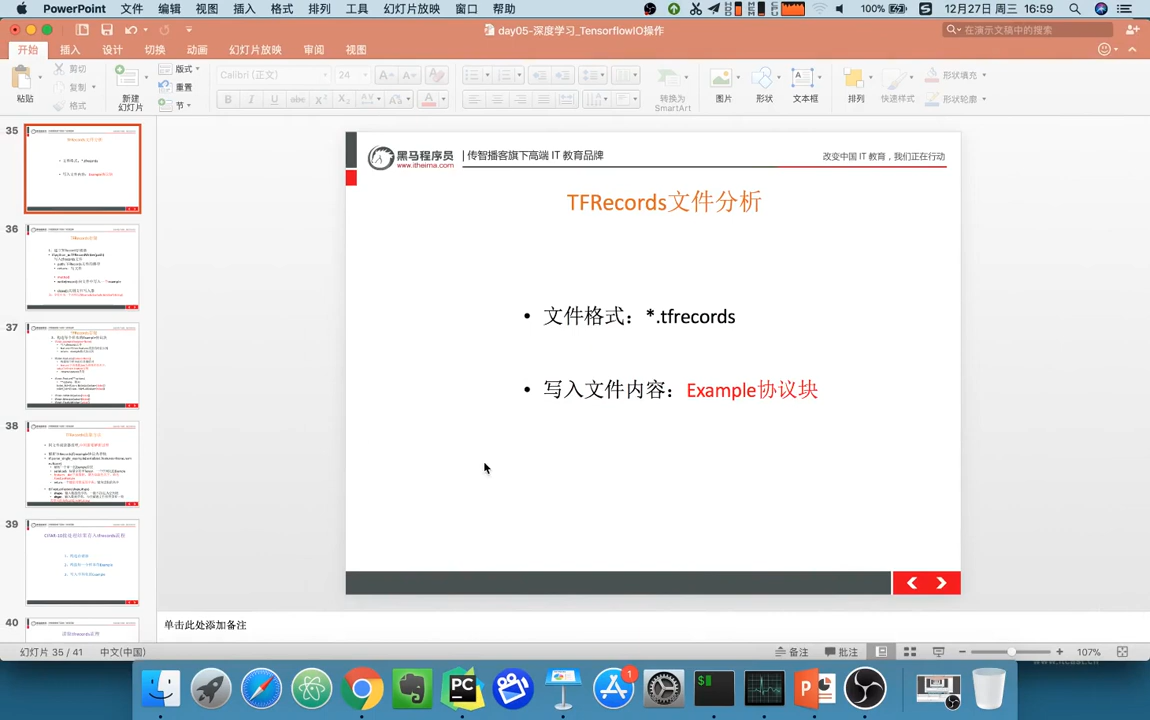 PowerPoint 文件 编辑 视图 插入 格式 排列 工具 幻灯片放映 窗口 帮助 100% 12月27日 周三 16:59
day05-深度学习_TensorflowIO操作 在演示文稿中的搜索
开始 插入 设计 切换 动画 幻灯片放映 审阅 视图
粘贴 剪切 复制 格式 新建 幻灯片 版式 重置 节 Calibri (正文) 24 转换为 SmartArt 图片 形状 文本框 排列 快速样式 形状填充 形状轮廓
35
36
37
38
39
40
黑马程序员 | 传智播客旗下高端 IT 教育品牌 改变中国 IT 教育，我们正在行动
www.itheima.com
TFRecords文件分析
• 文件格式：*.tfrecords
• 写入文件内容：Example协议块
单击此处添加备注
幻灯片 35 / 41 中文(中国) 备注 批注 107%